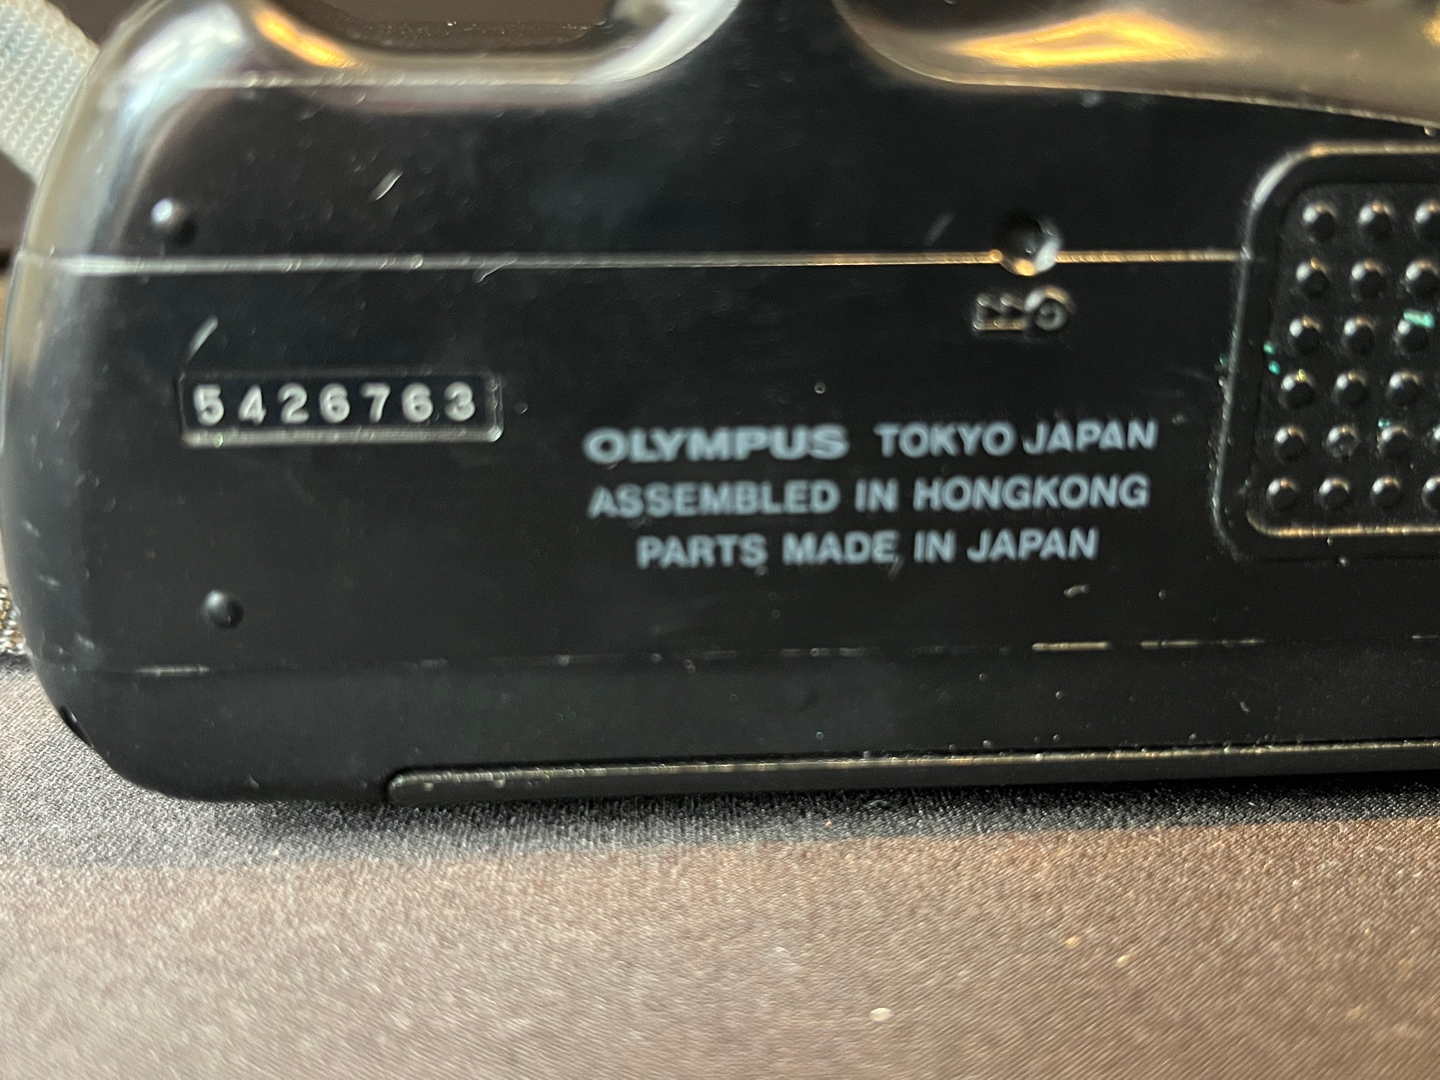 5426763
OLYMPUS TOKYO JAPAN
ASSEMBLED IN HONGKONG
PARTS MADE IN JAPAN